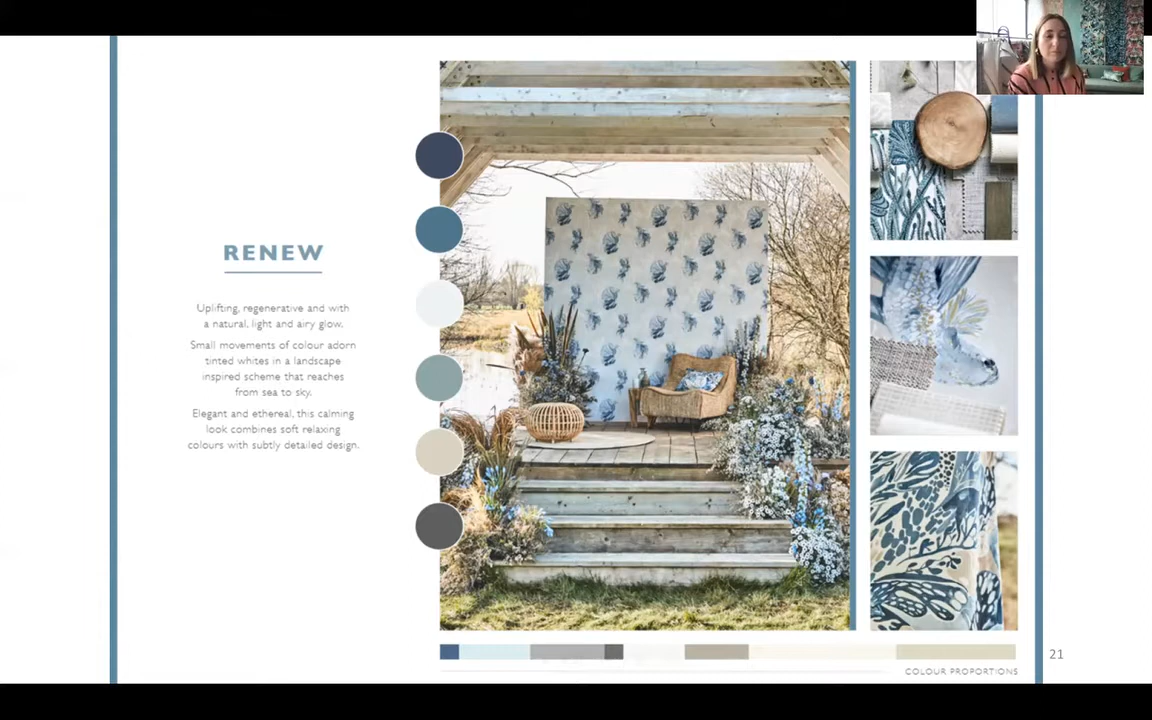 RENEW
Uplifting, regenerative and with
a natural, light and airy glow.
Small movements of colour adorn
tinted whites in a landscape
inspired scheme that reaches
from sea to sky.
Elegant and ethereal, this calming
look combines soft relaxing
colours with subtly detailed design.
21
COLOUR PROPORTIONS